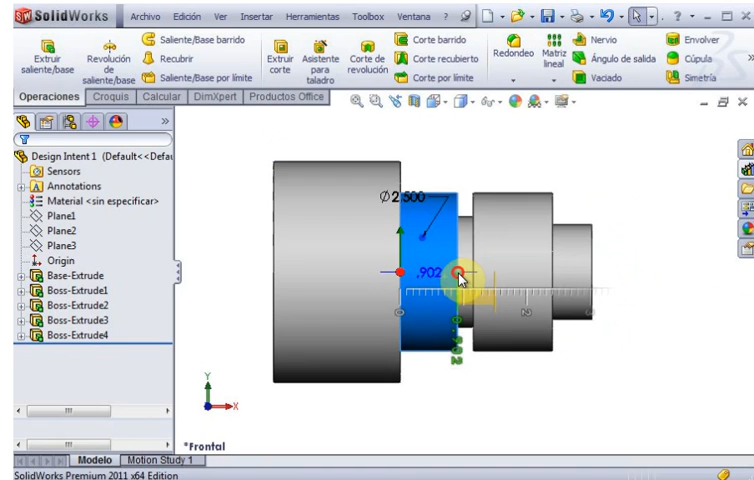 SolidWorks Archivo Edición Ver Insertar Herramientas Toolbox Ventana ?
Extruir saliente/base
Revolución de saliente/base
Saliente/Base barrido
Recubrir
Saliente/Base por límite
Extruir corte
Asistente para taladro
Corte de revolución
Corte barrido
Corte recubierto
Corte por límite
Redondeo
Matriz lineal
Nervio
Ángulo de salida
Vaciado
Envolver
Cúpula
Simetría
Operaciones Croquis Calcular DimXpert Productos Office
Design Intent 1 (Default<<Defau
Sensors
Annotations
Material <sin especificar>
Plane1
Plane2
Plane3
Origin
Base-Extrude
Boss-Extrude1
Boss-Extrude2
Boss-Extrude3
Boss-Extrude4
Ø2.500
.902
Y
X
*Frontal
Modelo Motion Study 1
SolidWorks Premium 2011 x64 Edition